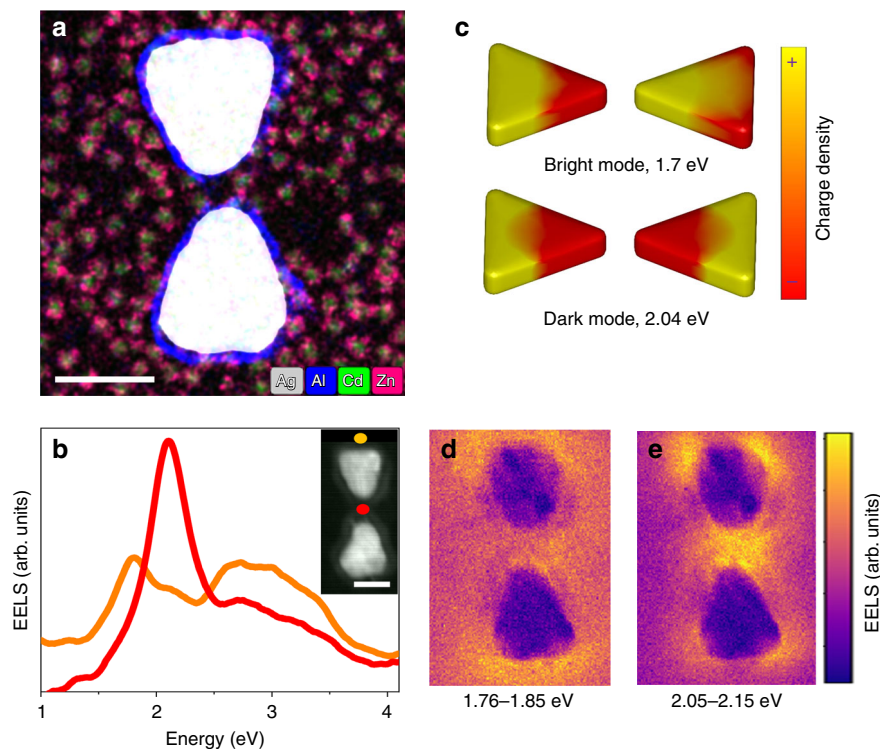 a
Ag Al Cd Zn
c
+
Charge density
−
Bright mode, 1.7 eV
Dark mode, 2.04 eV
b
EELS (arb. units)
1 2 3 4
Energy (eV)
d
1.76–1.85 eV
e
2.05–2.15 eV
EELS (arb. units)